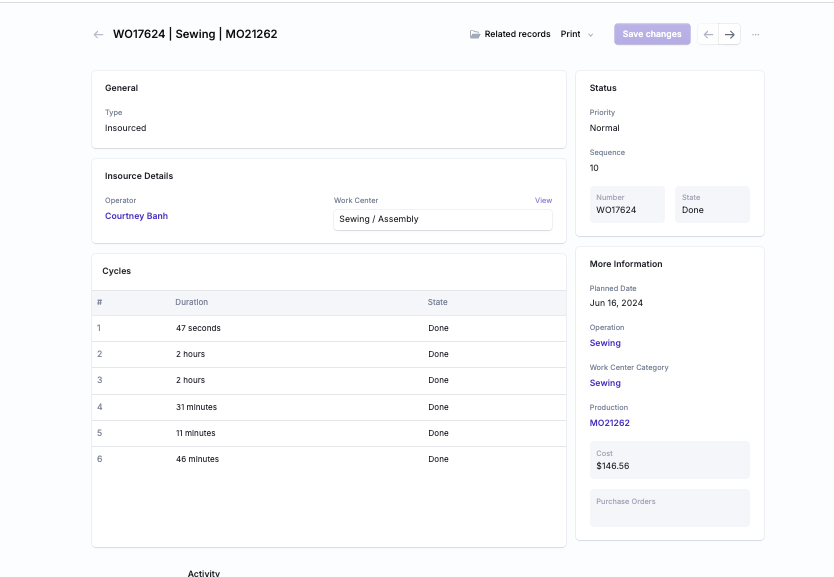 WO17624 | Sewing | MO21262
Related records
Print
Save changes
General
Type
Insourced
Insource Details
Operator
Courtney Banh
Work Center
View
Sewing / Assembly
Cycles
# Duration State
1 47 seconds Done
2 2 hours Done
3 2 hours Done
4 31 minutes Done
5 11 minutes Done
6 46 minutes Done
Activity
Status
Priority
Normal
Sequence
10
Number
WO17624
State
Done
More Information
Planned Date
Jun 16, 2024
Operation
Sewing
Work Center Category
Sewing
Production
MO21262
Cost
$146.56
Purchase Orders